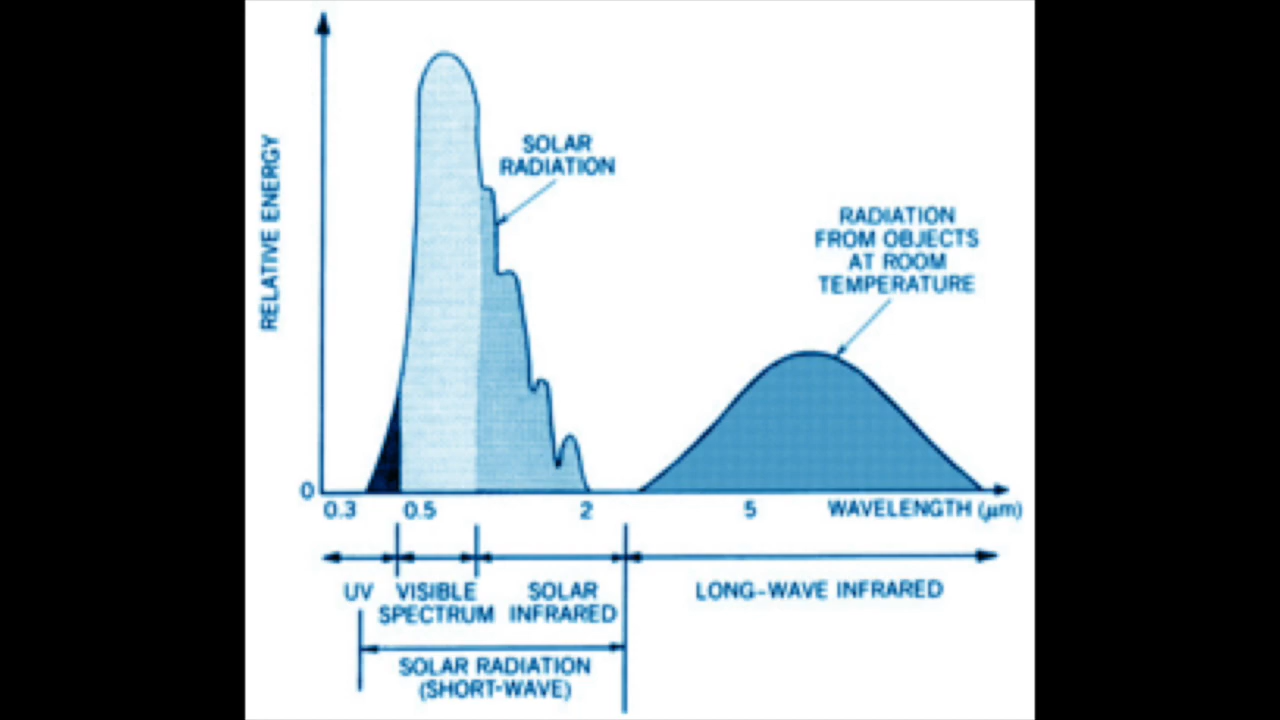 RELATIVE ENERGY
SOLAR
RADIATION
RADIATION
FROM OBJECTS
AT ROOM
TEMPERATURE
0
0.3 0.5 2 5 WAVELENGTH (μm)
UV VISIBLE SPECTRUM
SOLAR INFRARED
LONG-WAVE INFRARED
SOLAR RADIATION
(SHORT-WAVE)